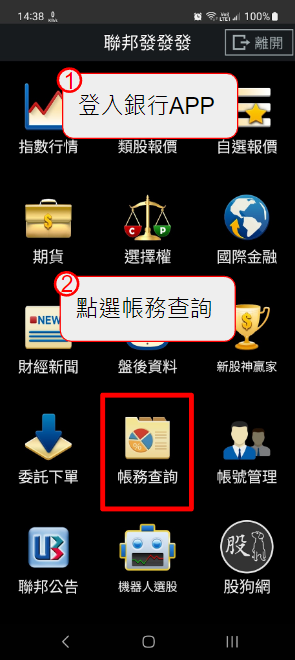 14:38
100%
聯邦發發發
離開
1
登入銀行APP
指數行情
類股報價
自選報價
期貨
C P
選擇權
國際金融
2
點選帳務查詢
NEW
財經新聞
盤後資料
新股神贏家
委託下單
帳務查詢
帳號管理
UB
股
聯邦公告
機器人選股
股狗網